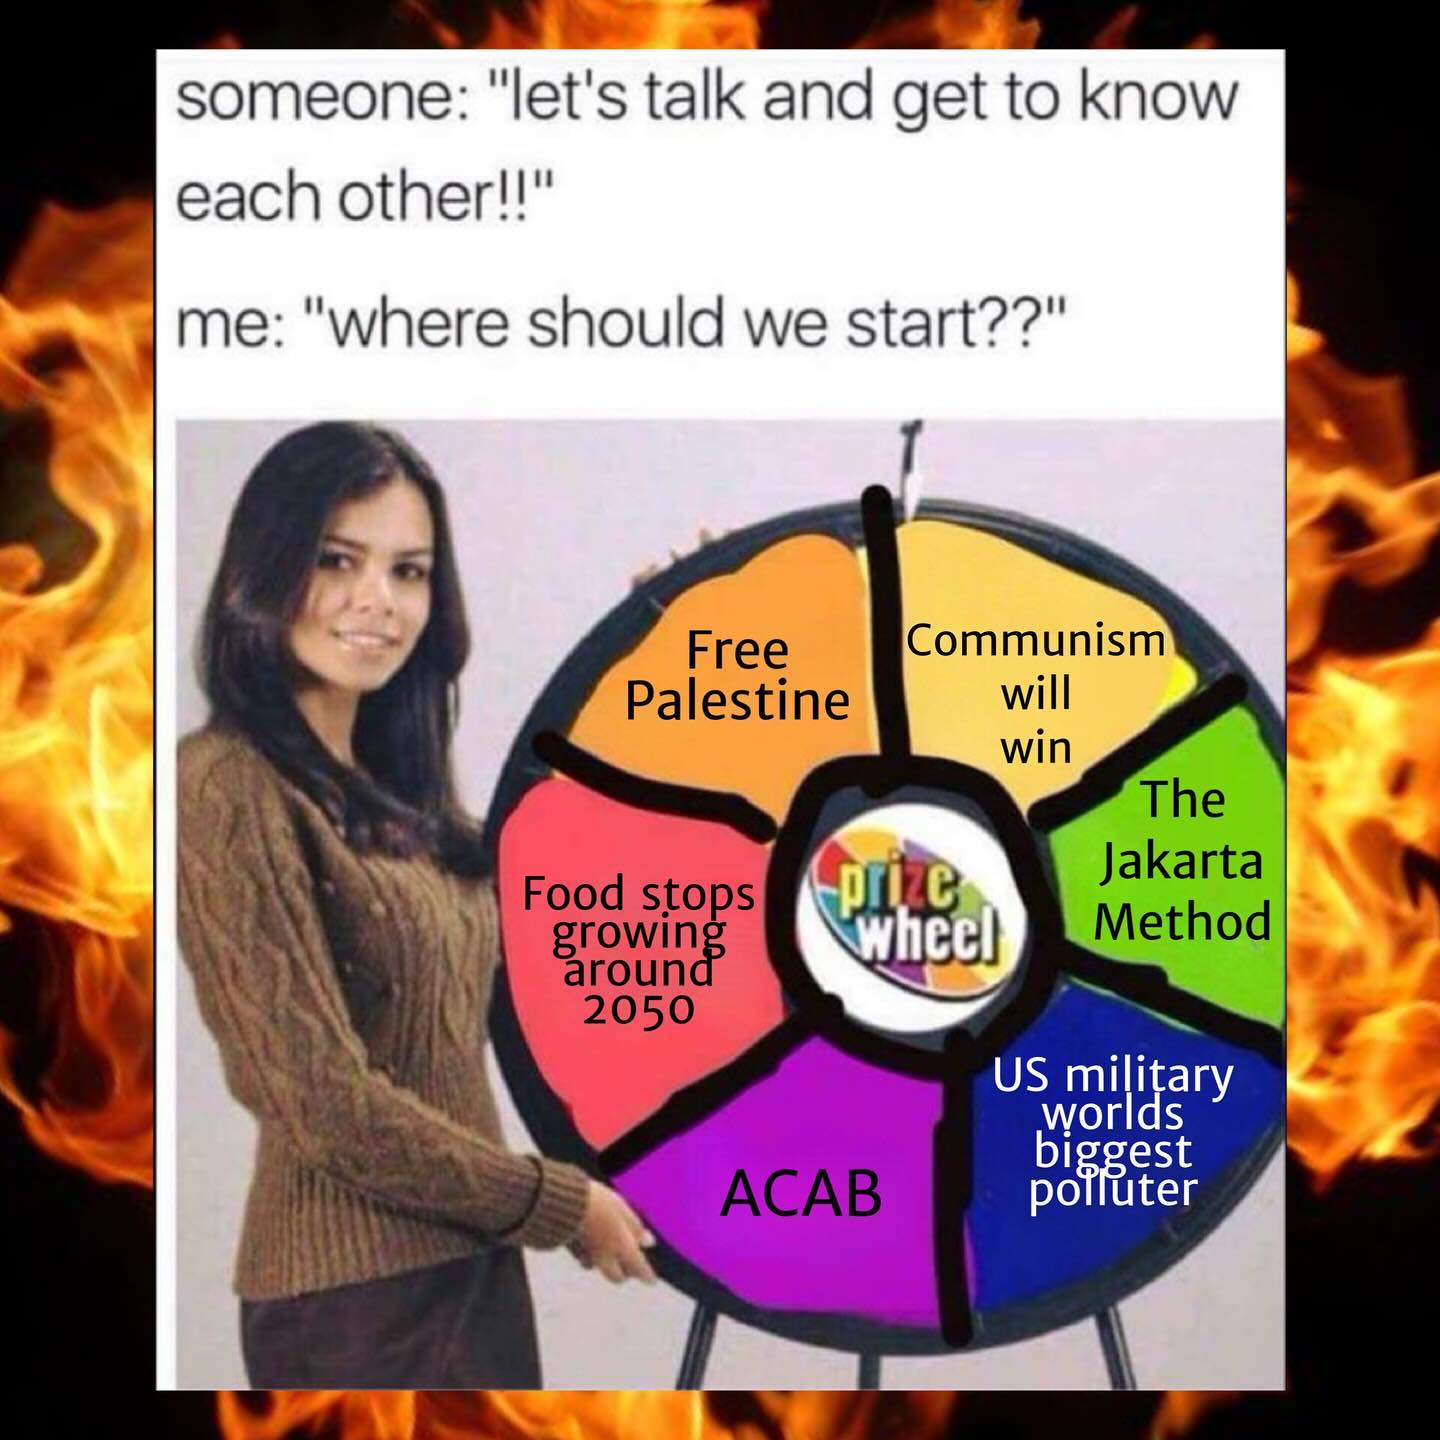 someone: "let's talk and get to know
each other!!"
me: "where should we start??"
Free
Palestine
Communism
will
win
The
Jakarta
Method
Food stops
growing
around
2050
prize
wheel
US military
worlds
biggest
polluter
ACAB